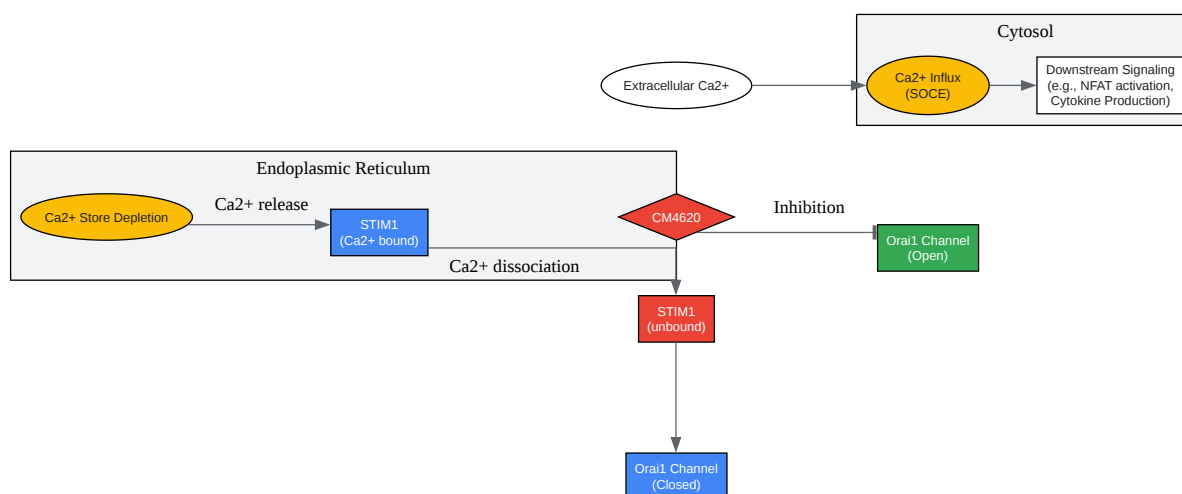 Cytosol
Extracellular Ca2+
Ca2+ Influx
(SOCE)
Downstream Signaling
(e.g., NFAT activation,
Cytokine Production)
Endoplasmic Reticulum
Ca2+ Store Depletion
Ca2+ release
STIM1
(Ca2+ bound)
Ca2+ dissociation
CM4620
Inhibition
Orai1 Channel
(Open)
STIM1
(unbound)
Orai1 Channel
(Closed)